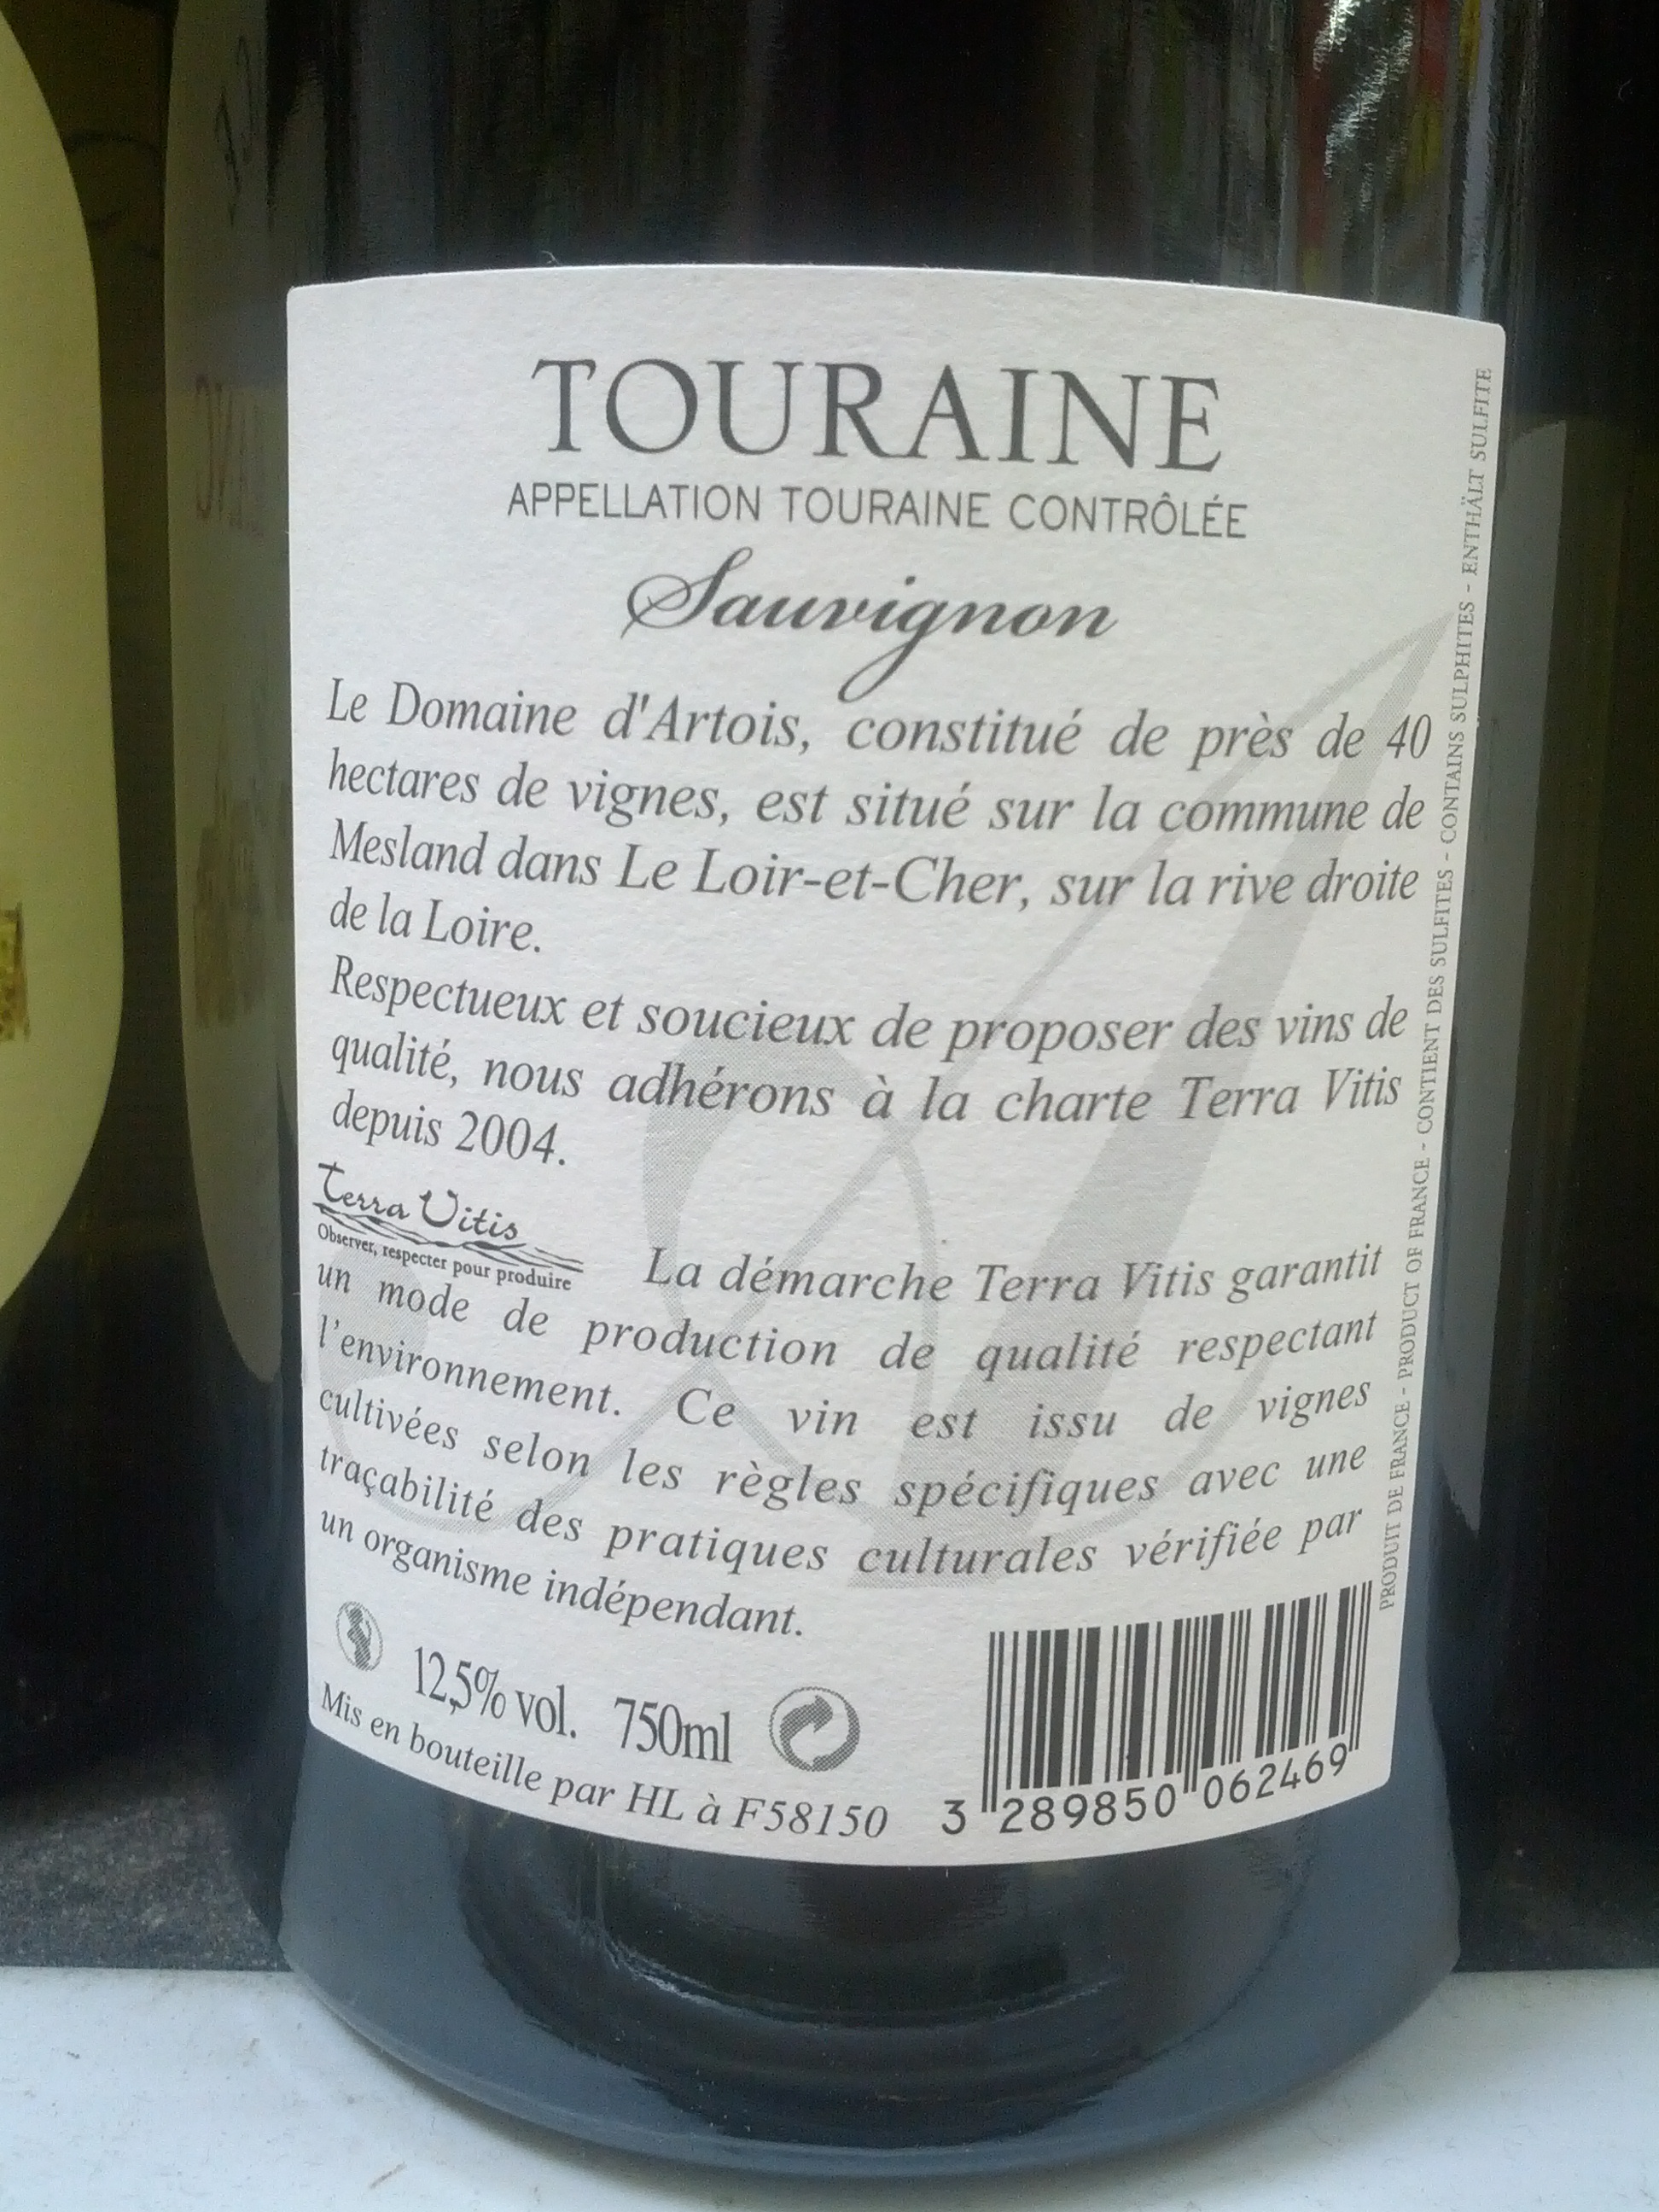 TOURAINE
APPELLATION TOURAINE CONTRÔLÉE
Sauvignon
Le Domaine d'Artois, constitué de près de 40
hectares de vignes, est situé sur la commune de
Mesland dans Le Loir-et-Cher, sur la rive droite
de la Loire.
Respectueux et soucieux de proposer des vins de
qualité, nous adhérons à la charte Terra Vitis
depuis 2004.
Terra Vitis
Observer, respecter pour produire
La démarche Terra Vitis garantit
un mode de production de qualité respectant
l'environnement. Ce vin est issu de vignes
cultivées selon les règles spécifiques avec une
traçabilité des pratiques culturales vérifiée par
un organisme indépendant.
12,5% vol. 750ml
Mis en bouteille par HL à F58150
3 289850 062469
PRODUIT DE FRANCE - PRODUCT OF FRANCE - CONTIENT DES SULFITES - CONTAINS SULPHITES - ENTHÄLT SULFITE